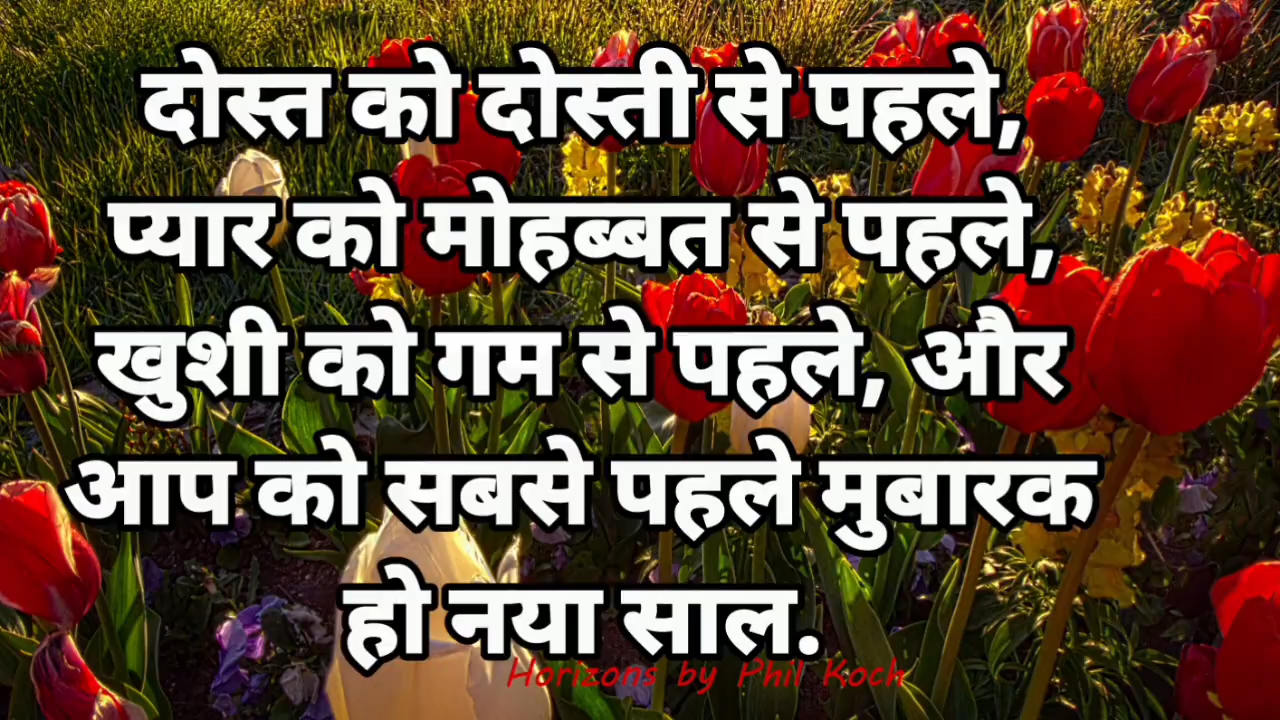 दोस्त को दोस्ती से पहले,
प्यार को मोहब्बत से पहले,
खुशी को गम से पहले, और
आप को सबसे पहले मुबारक
हो नया साल.
Horizons by Phil Koch